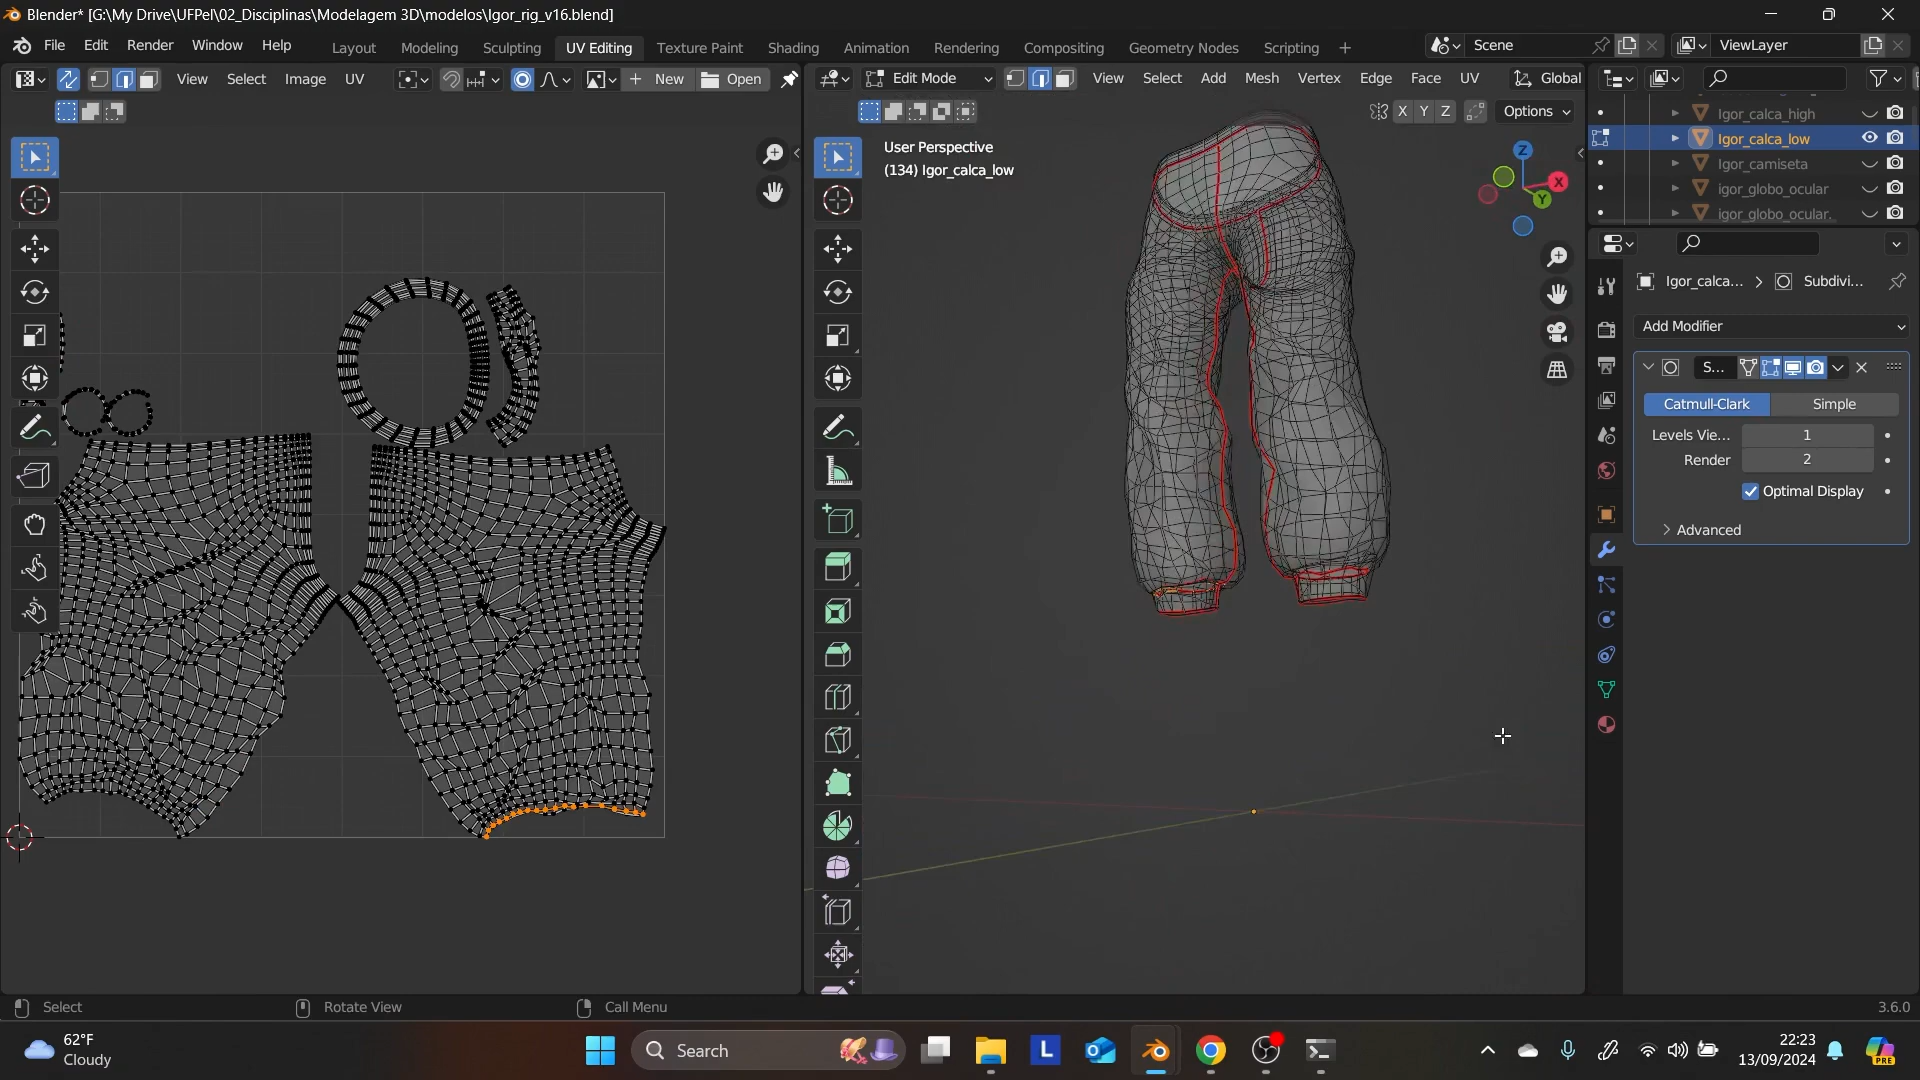 Blender* [G:\My Drive\UFPel\02_Disciplinas\Modelagem 3D\modelos\Igor_rig_v16.blend]
File Edit Render Window Help
Layout Modeling Sculpting UV Editing Texture Paint Shading Animation Rendering Compositing Geometry Nodes Scripting +
Scene ViewLayer
View Select Image UV New Open
Edit Mode View Select Add Mesh Vertex Edge Face UV Global
X Y Z Options
User Perspective
(134) Igor_calca_low
Z
X
Y
Igor_calca_high
Igor_calca_low
Igor_camiseta
igor_globo_ocular
igor_globo_ocular.
Igor_calca... > Subdivi...
Add Modifier
S...
Catmull-Clark Simple
Levels Vie... 1
Render 2
Optimal Display
Advanced
Select Rotate View Call Menu 3.6.0
62°F
Cloudy
Search
L
PRE
22:23
13/09/2024